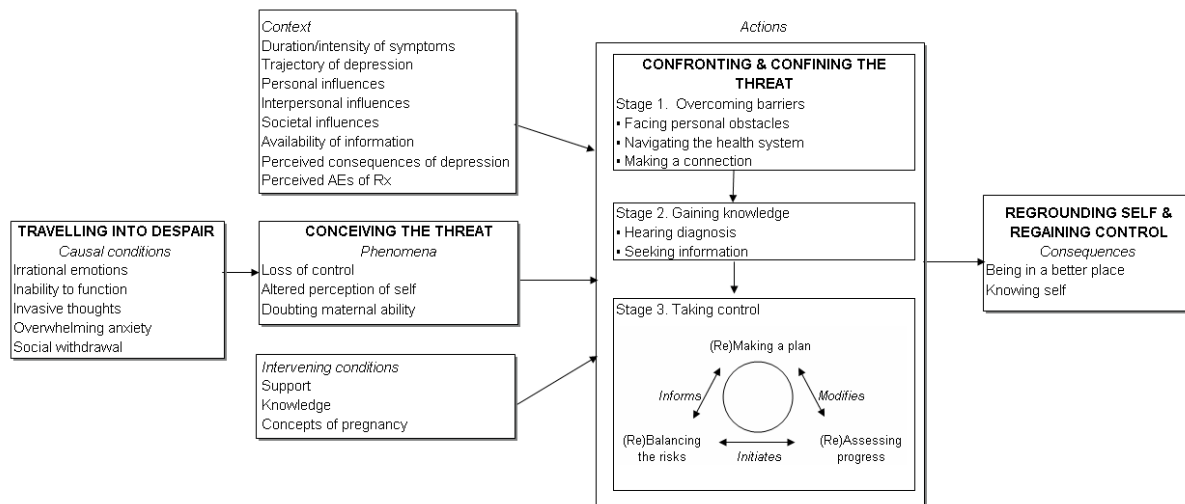 Context
Duration/intensity of symptoms
Trajectory of depression
Personal influences
Interpersonal influences
Societal influences
Availability of information
Perceived consequences of depression
Perceived AEs of Rx
TRAVELLING INTO DESPAIR
Causal conditions
Irrational emotions
Inability to function
Invasive thoughts
Overwhelming anxiety
Social withdrawal
CONCEIVING THE THREAT
Phenomena
Loss of control
Altered perception of self
Doubting maternal ability
Intervening conditions
Support
Knowledge
Concepts of pregnancy
Actions
CONFRONTING & CONFINING THE
THREAT
Stage 1. Overcoming barriers
▪ Facing personal obstacles
▪ Navigating the health system
▪ Making a connection
Stage 2. Gaining knowledge
▪ Hearing diagnosis
▪ Seeking information
Stage 3. Taking control
(Re)Making a plan
Informs
Modifies
(Re)Balancing
the risks
Initiates
(Re)Assessing
progress
REGROUNDING SELF &
REGAINING CONTROL
Consequences
Being in a better place
Knowing self